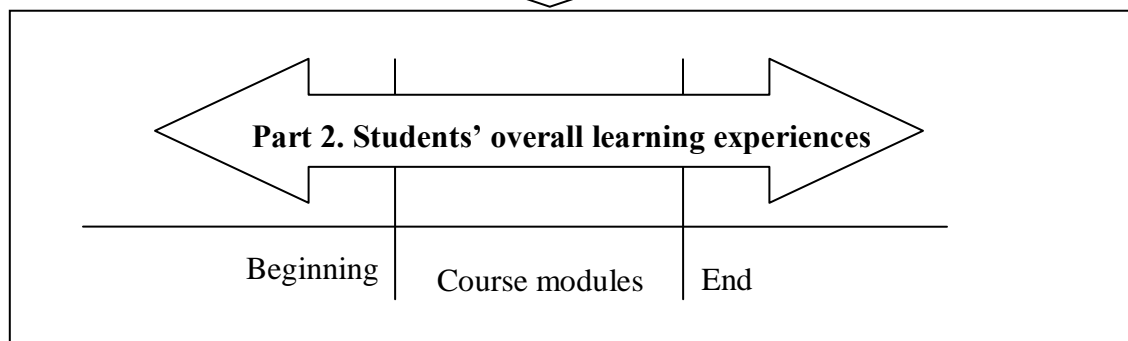 Part 2. Students’ overall learning experiences
Beginning
Course modules
End